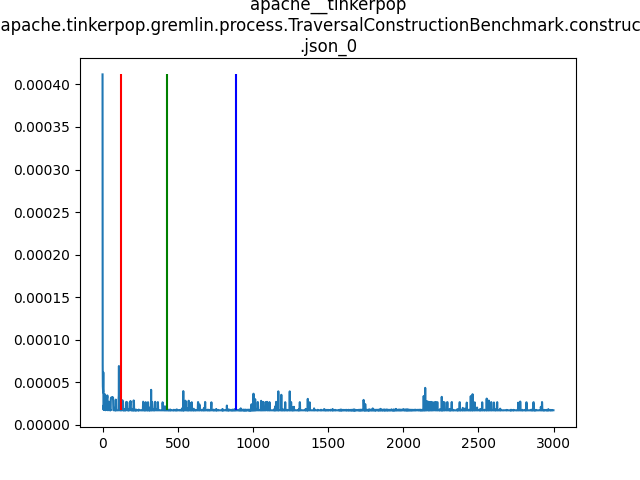 apache__tinkerpop
apache.tinkerpop.gremlin.process.TraversalConstructionBenchmark.construc
.json_0
0.00040
0.00035
0.00030
0.00025
0.00020
0.00015
0.00010
0.00005
0.00000
0 500 1000 1500 2000 2500 3000